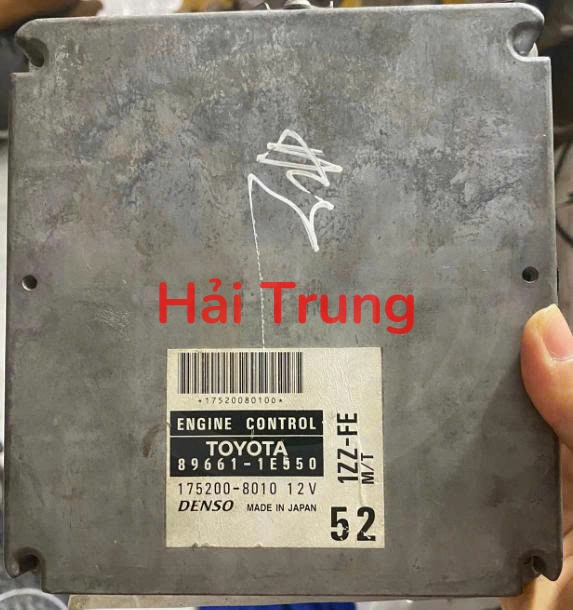 Hải Trung
*17520080100*
ENGINE CONTROL
TOYOTA
89661-1E550
175200-8010 12V
DENSO MADE IN JAPAN
1ZZ-FE
M/T
52